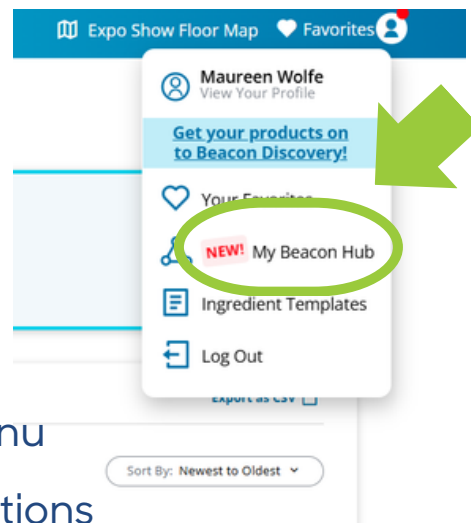 Expo Show Floor Map Favorites
Maureen Wolfe
View Your Profile
Get your products on
to Beacon Discovery!
Your Favorites
NEW! My Beacon Hub
Ingredient Templates
Log Out
Export as CSV
nu
Sort By: Newest to Oldest
tions